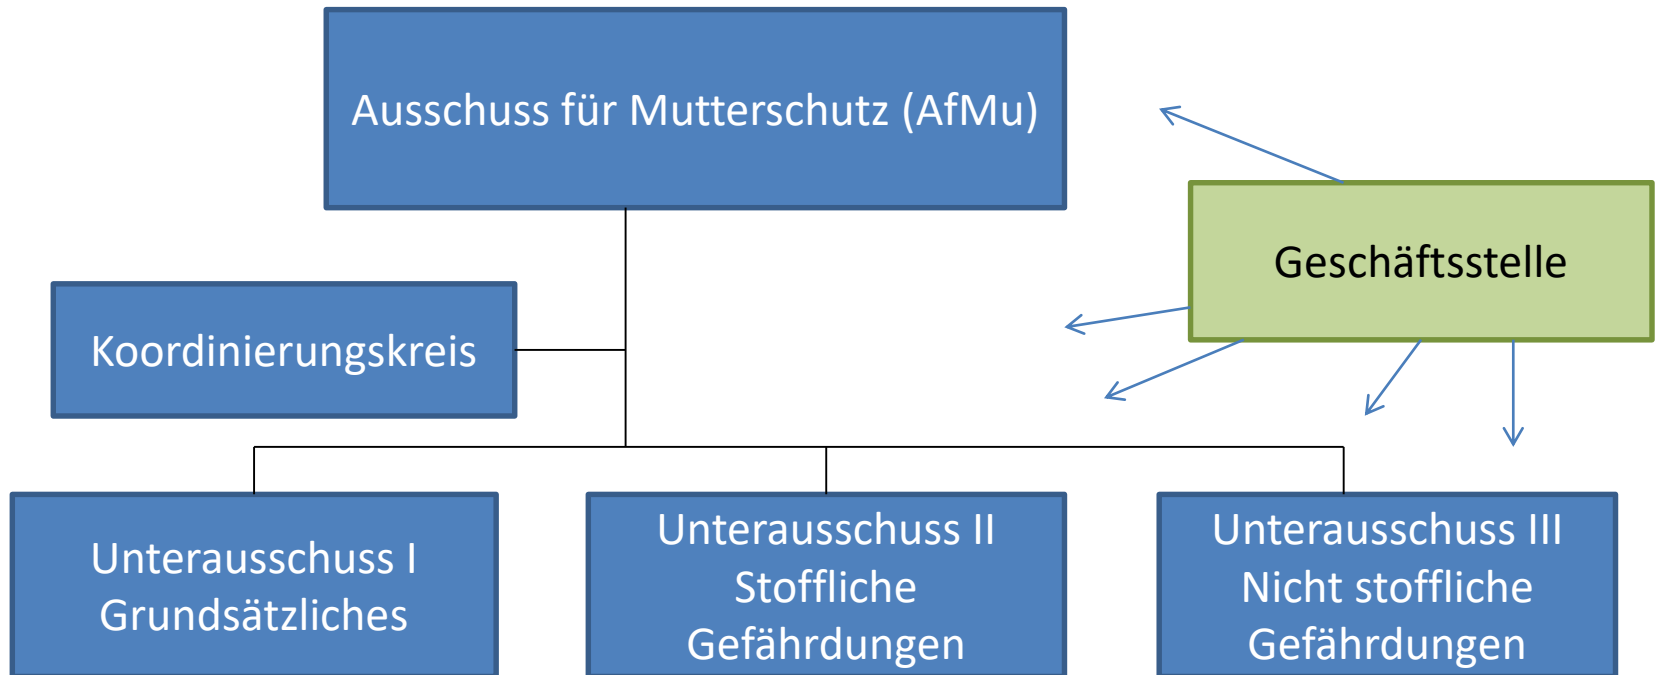 Ausschuss für Mutterschutz (AfMu)
Geschäftsstelle
Koordinierungskreis
Unterausschuss I
Grundsätzliches
Unterausschuss II
Stoffliche
Gefährdungen
Unterausschuss III
Nicht stoffliche
Gefährdungen